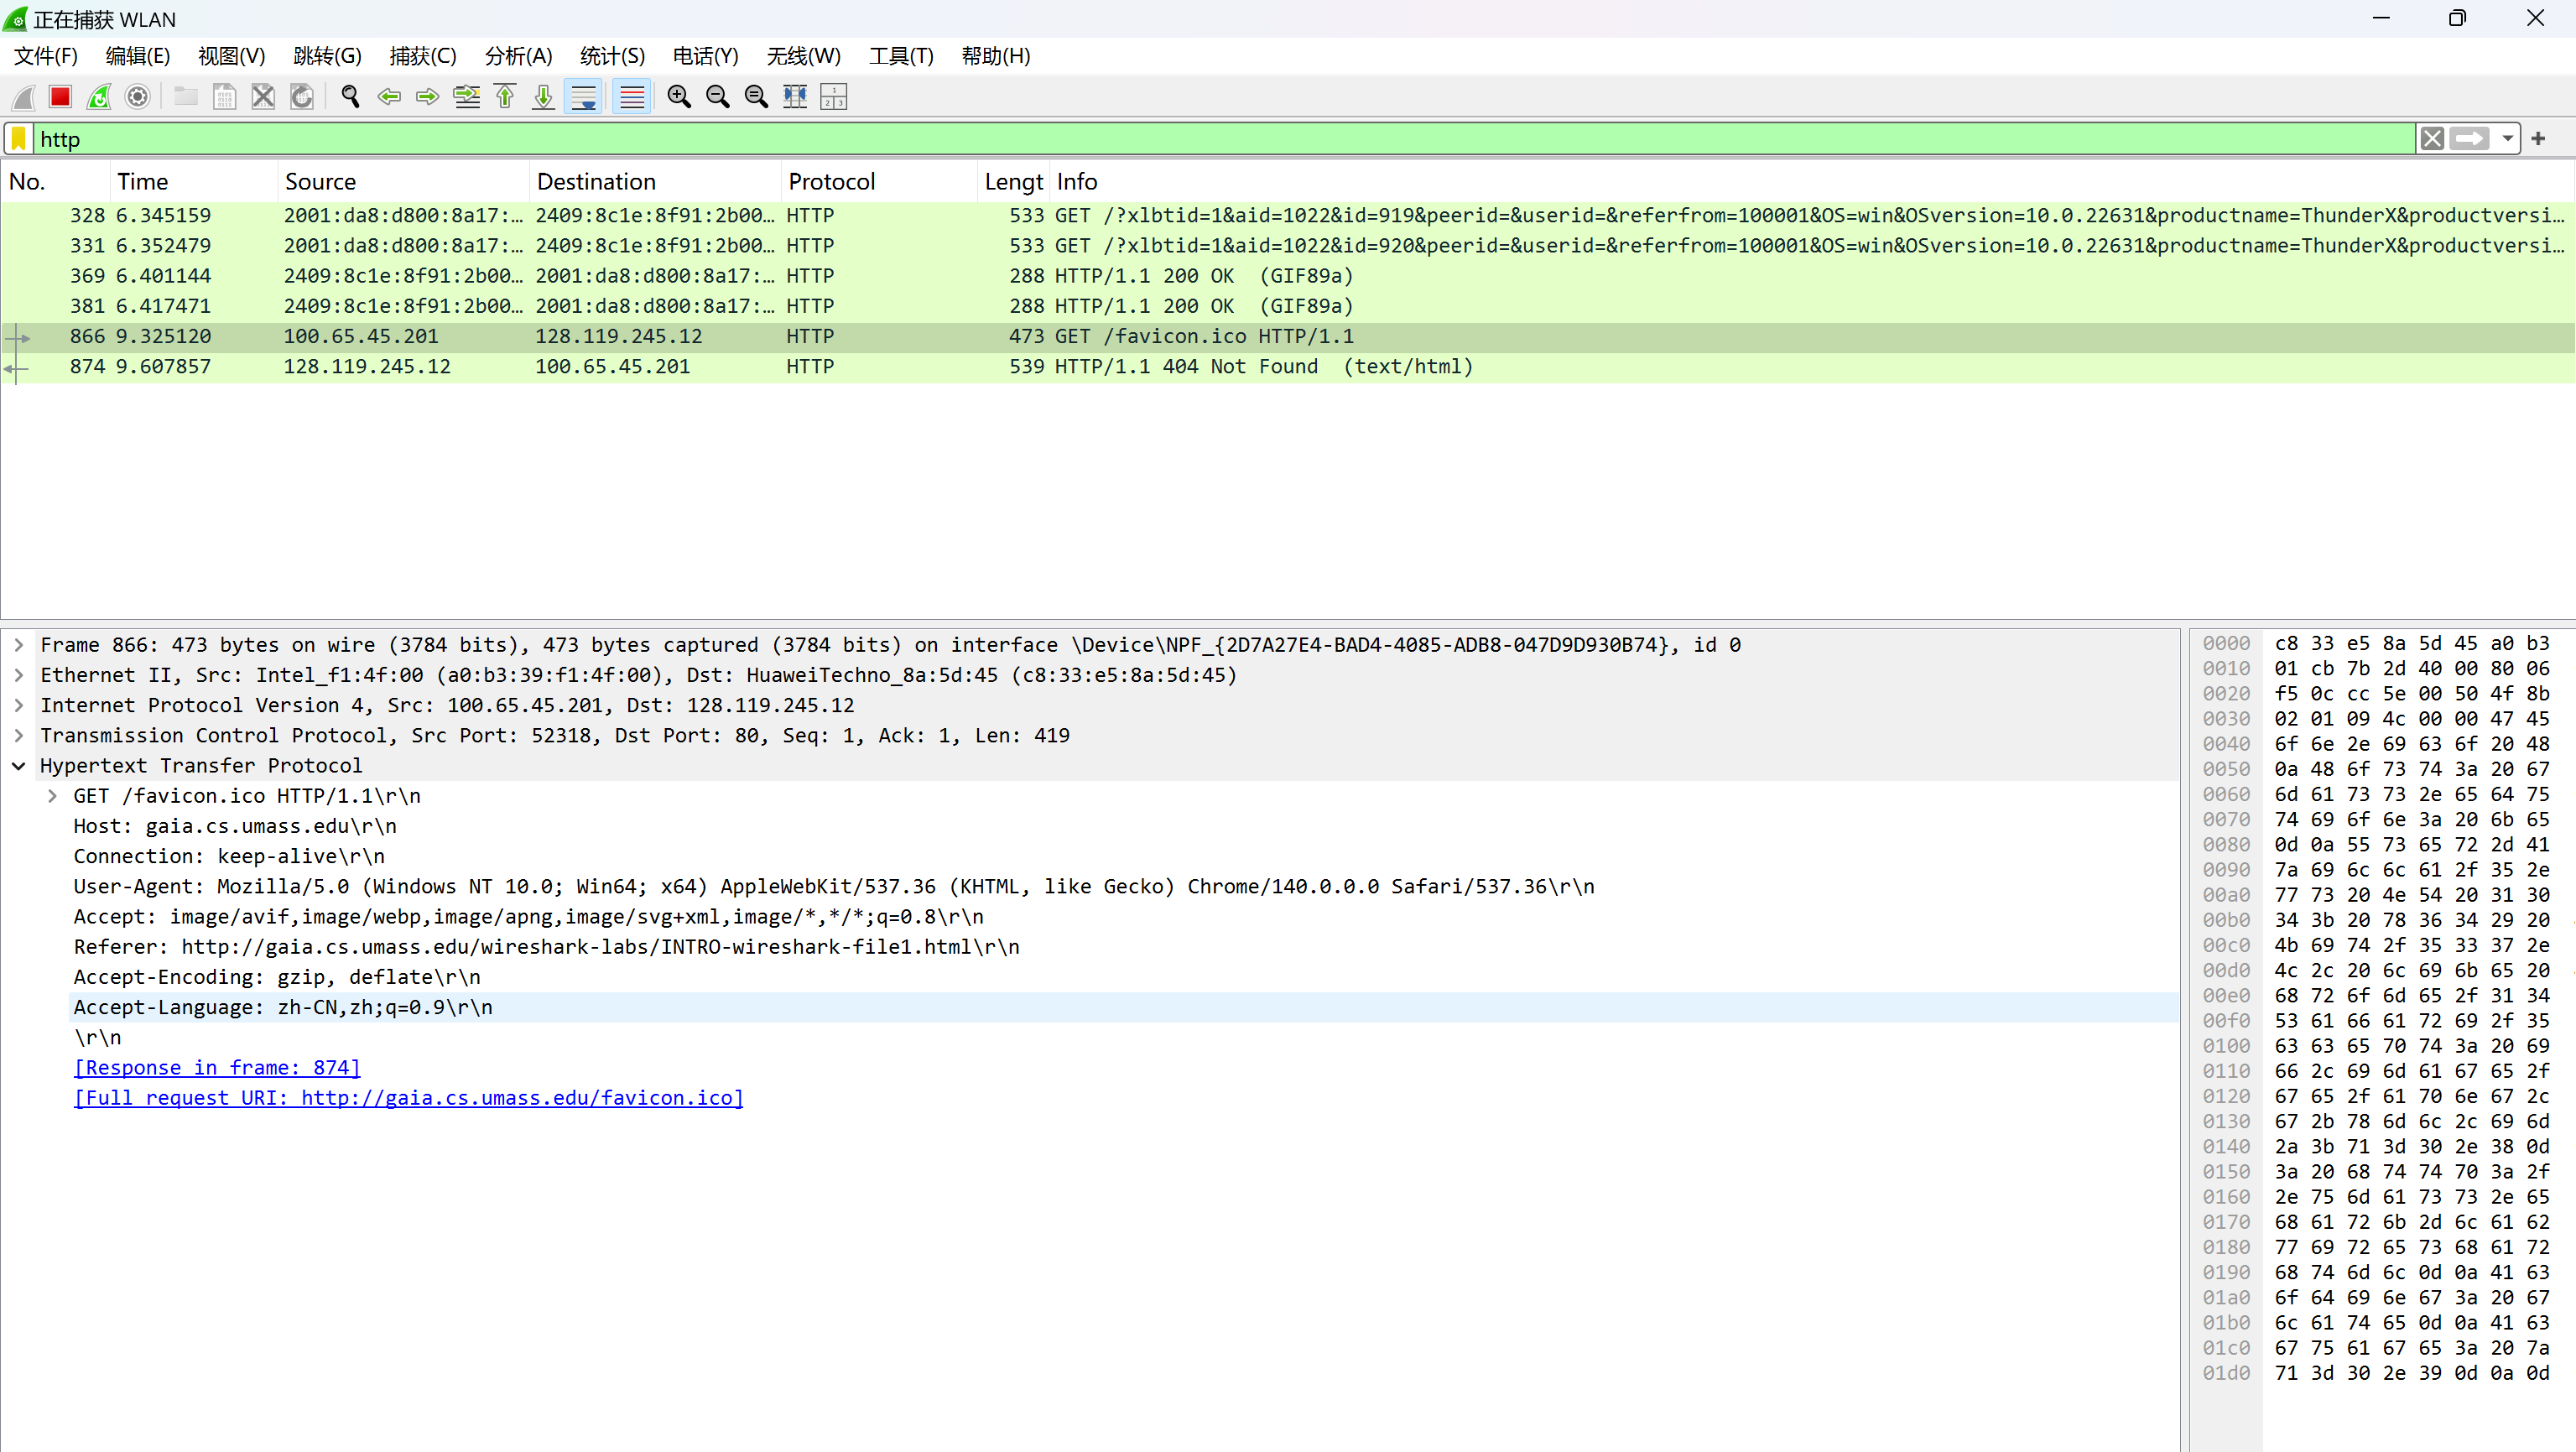 正在捕获 WLAN
文件(F) 编辑(E) 视图(V) 跳转(G) 捕获(C) 分析(A) 统计(S) 电话(Y) 无线(W) 工具(T) 帮助(H)
http
No. Time Source Destination Protocol Lengt Info
328 6.345159 2001:da8:d800:8a17:… 2409:8c1e:8f91:2b00… HTTP 533 GET /?xlbtid=1&aid=1022&id=919&peerid=&userid=&referfrom=100001&OS=win&OSversion=10.0.22631&productname=ThunderX&productversi…
331 6.352479 2001:da8:d800:8a17:… 2409:8c1e:8f91:2b00… HTTP 533 GET /?xlbtid=1&aid=1022&id=920&peerid=&userid=&referfrom=100001&OS=win&OSversion=10.0.22631&productname=ThunderX&productversi…
369 6.401144 2409:8c1e:8f91:2b00… 2001:da8:d800:8a17:… HTTP 288 HTTP/1.1 200 OK (GIF89a)
381 6.417471 2409:8c1e:8f91:2b00… 2001:da8:d800:8a17:… HTTP 288 HTTP/1.1 200 OK (GIF89a)
866 9.325120 100.65.45.201 128.119.245.12 HTTP 473 GET /favicon.ico HTTP/1.1
874 9.607857 128.119.245.12 100.65.45.201 HTTP 539 HTTP/1.1 404 Not Found (text/html)
Frame 866: 473 bytes on wire (3784 bits), 473 bytes captured (3784 bits) on interface \Device\NPF_{2D7A27E4-BAD4-4085-ADB8-047D9D930B74}, id 0
Ethernet II, Src: Intel_f1:4f:00 (a0:b3:39:f1:4f:00), Dst: HuaweiTechno_8a:5d:45 (c8:33:e5:8a:5d:45)
Internet Protocol Version 4, Src: 100.65.45.201, Dst: 128.119.245.12
Transmission Control Protocol, Src Port: 52318, Dst Port: 80, Seq: 1, Ack: 1, Len: 419
Hypertext Transfer Protocol
GET /favicon.ico HTTP/1.1\r\n
Host: gaia.cs.umass.edu\r\n
Connection: keep-alive\r\n
User-Agent: Mozilla/5.0 (Windows NT 10.0; Win64; x64) AppleWebKit/537.36 (KHTML, like Gecko) Chrome/140.0.0.0 Safari/537.36\r\n
Accept: image/avif,image/webp,image/apng,image/svg+xml,image/*,*/*;q=0.8\r\n
Referer: http://gaia.cs.umass.edu/wireshark-labs/INTRO-wireshark-file1.html\r\n
Accept-Encoding: gzip, deflate\r\n
Accept-Language: zh-CN,zh;q=0.9\r\n
\r\n
[Response in frame: 874]
[Full request URI: http://gaia.cs.umass.edu/favicon.ico]
0000 c8 33 e5 8a 5d 45 a0 b3
0010 01 cb 7b 2d 40 00 80 06
0020 f5 0c cc 5e 00 50 4f 8b
0030 02 01 09 4c 00 00 47 45
0040 6f 6e 2e 69 63 6f 20 48
0050 0a 48 6f 73 74 3a 20 67
0060 6d 61 73 73 2e 65 64 75
0070 74 69 6f 6e 3a 20 6b 65
0080 0d 0a 55 73 65 72 2d 41
0090 7a 69 6c 6c 61 2f 35 2e
00a0 77 73 20 4e 54 20 31 30
00b0 34 3b 20 78 36 34 29 20
00c0 4b 69 74 2f 35 33 37 2e
00d0 4c 2c 20 6c 69 6b 65 20
00e0 68 72 6f 6d 65 2f 31 34
00f0 53 61 66 61 72 69 2f 35
0100 63 63 65 70 74 3a 20 69
0110 66 2c 69 6d 61 67 65 2f
0120 67 65 2f 61 70 6e 67 2c
0130 67 2b 78 6d 6c 2c 69 6d
0140 2a 3b 71 3d 30 2e 38 0d
0150 3a 20 68 74 74 70 3a 2f
0160 2e 75 6d 61 73 73 2e 65
0170 68 61 72 6b 2d 6c 61 62
0180 77 69 72 65 73 68 61 72
0190 68 74 6d 6c 0d 0a 41 63
01a0 6f 64 69 6e 67 3a 20 67
01b0 6c 61 74 65 0d 0a 41 63
01c0 67 75 61 67 65 3a 20 7a
01d0 71 3d 30 2e 39 0d 0a 0d